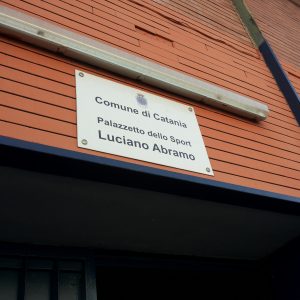 Comune di Catania
Palazzetto dello Sport
Luciano Abramo